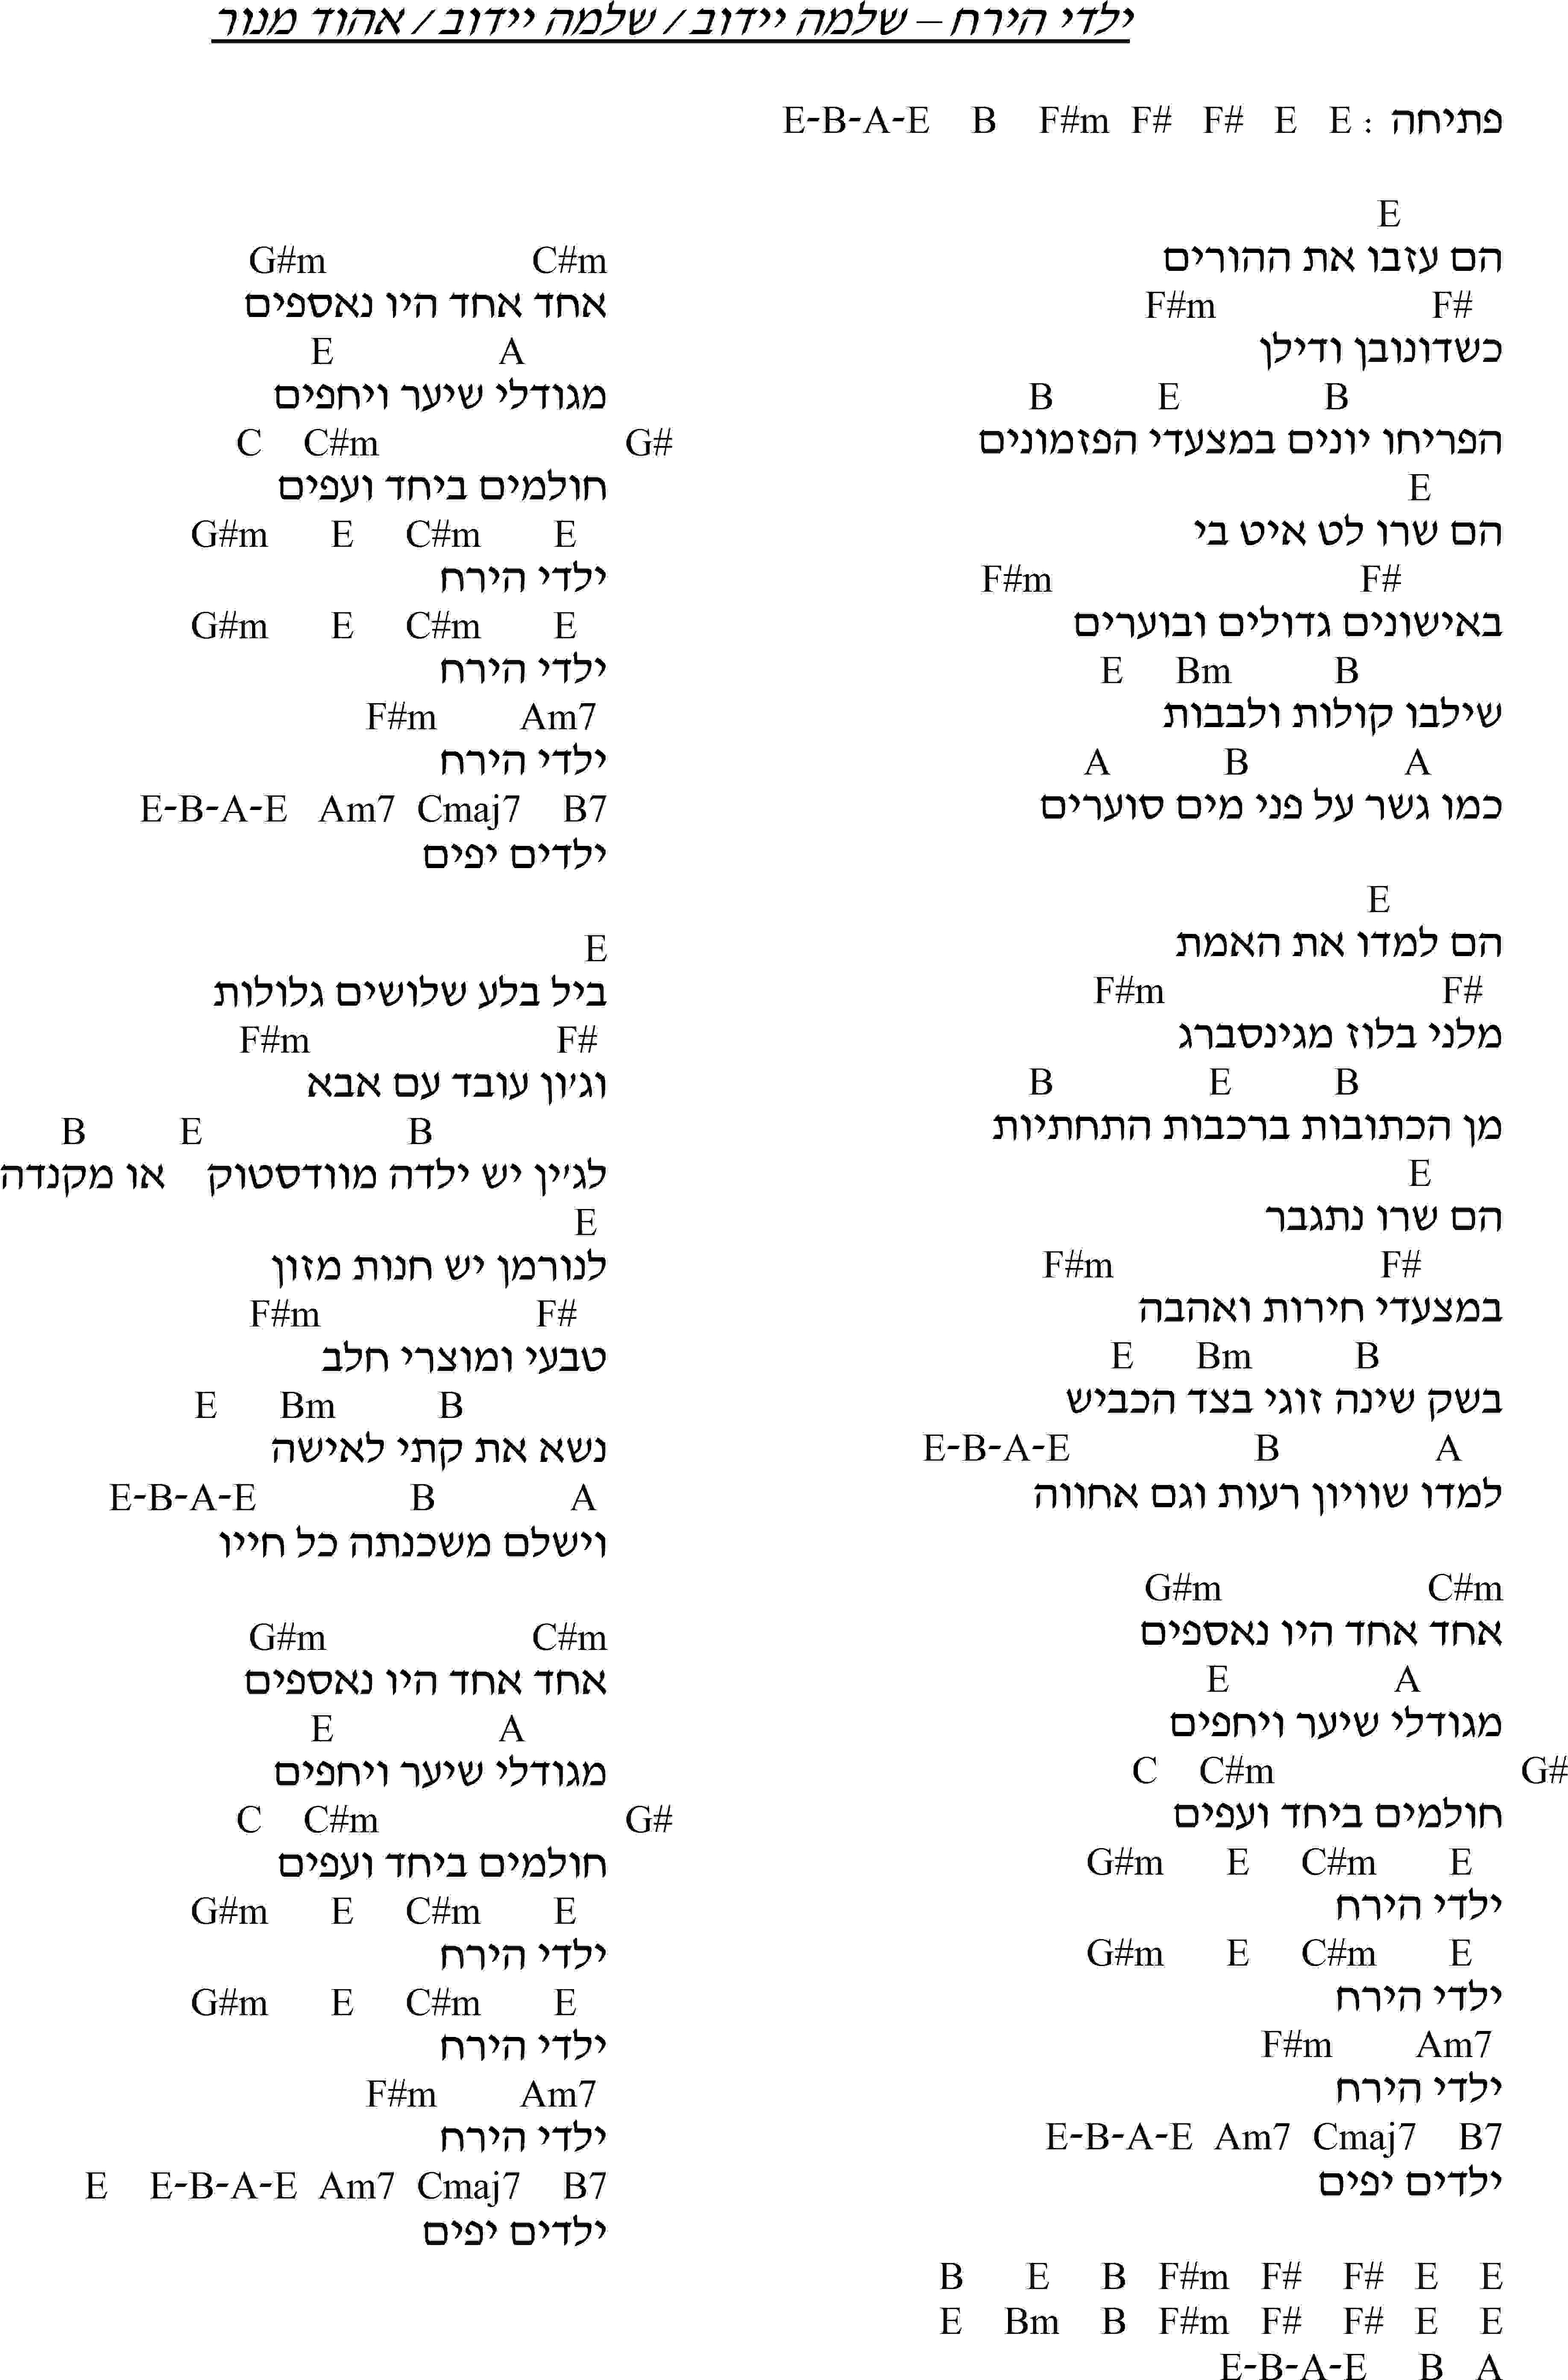 ילדי הירח – שלמה יידוב / שלמה יידוב / אהוד מנור
פתיחה : E E F# F# F#m B E-B-A-E
E
הם עזבו את ההורים
F# F#m
כשדונובן ודילן
B E B
הפריחו יונים במצעדי הפזמונים
E
הם שרו לט איט בי
F# F#m
באישונים גדולים ובוערים
B Bm E
שילבו קולות ולבבות
A B A
כמו גשר על פני מים סוערים
E
הם למדו את האמת
F# F#m
מלני בלוז מגינסברג
B E B
מן הכתובות ברכבות התחתיות
E
הם שרו נתגבר
F# F#m
במצעדי חירות ואהבה
B Bm E
בשק שינה זוגי בצד הכביש
A B E-B-A-E
למדו שוויון רעות וגם אחווה
C#m G#m
אחד אחד היו נאספים
A E
מגודלי שיער ויחפים
G# C#m C
חולמים ביחד ועפים
E C#m E G#m
ילדי הירח
E C#m E G#m
ילדי הירח
Am7 F#m
ילדי הירח
B7 Cmaj7 Am7 E-B-A-E
ילדים יפים
E E F# F# F#m B E B
E E F# F# F#m B Bm E
A B E-B-A-E
C#m G#m
אחד אחד היו נאספים
A E
מגודלי שיער ויחפים
G# C#m C
חולמים ביחד ועפים
E C#m E G#m
ילדי הירח
E C#m E G#m
ילדי הירח
Am7 F#m
ילדי הירח
B7 Cmaj7 Am7 E-B-A-E
ילדים יפים
E
ביל בלע שלושים גלולות
F# F#m
וג'ון עובד עם אבא
B E B
לג'ין יש ילדה מוודסטוק או מקנדה
E
לנורמן יש חנות מזון
F# F#m
טבעי ומוצרי חלב
B Bm E
נשא את קתי לאישה
A B E-B-A-E
וישלם משכנתה כל חייו
C#m G#m
אחד אחד היו נאספים
A E
מגודלי שיער ויחפים
G# C#m C
חולמים ביחד ועפים
E C#m E G#m
ילדי הירח
E C#m E G#m
ילדי הירח
Am7 F#m
ילדי הירח
B7 Cmaj7 Am7 E-B-A-E E
ילדים יפים